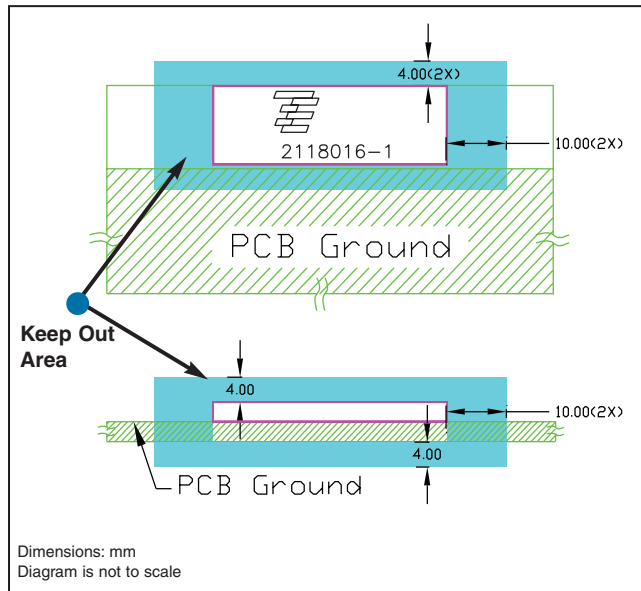 4.00(2X)
2118016-1
10.00(2X)
PCB Ground
Keep Out
Area
4.00
10.00(2X)
4.00
PCB Ground
Dimensions: mm
Diagram is not to scale